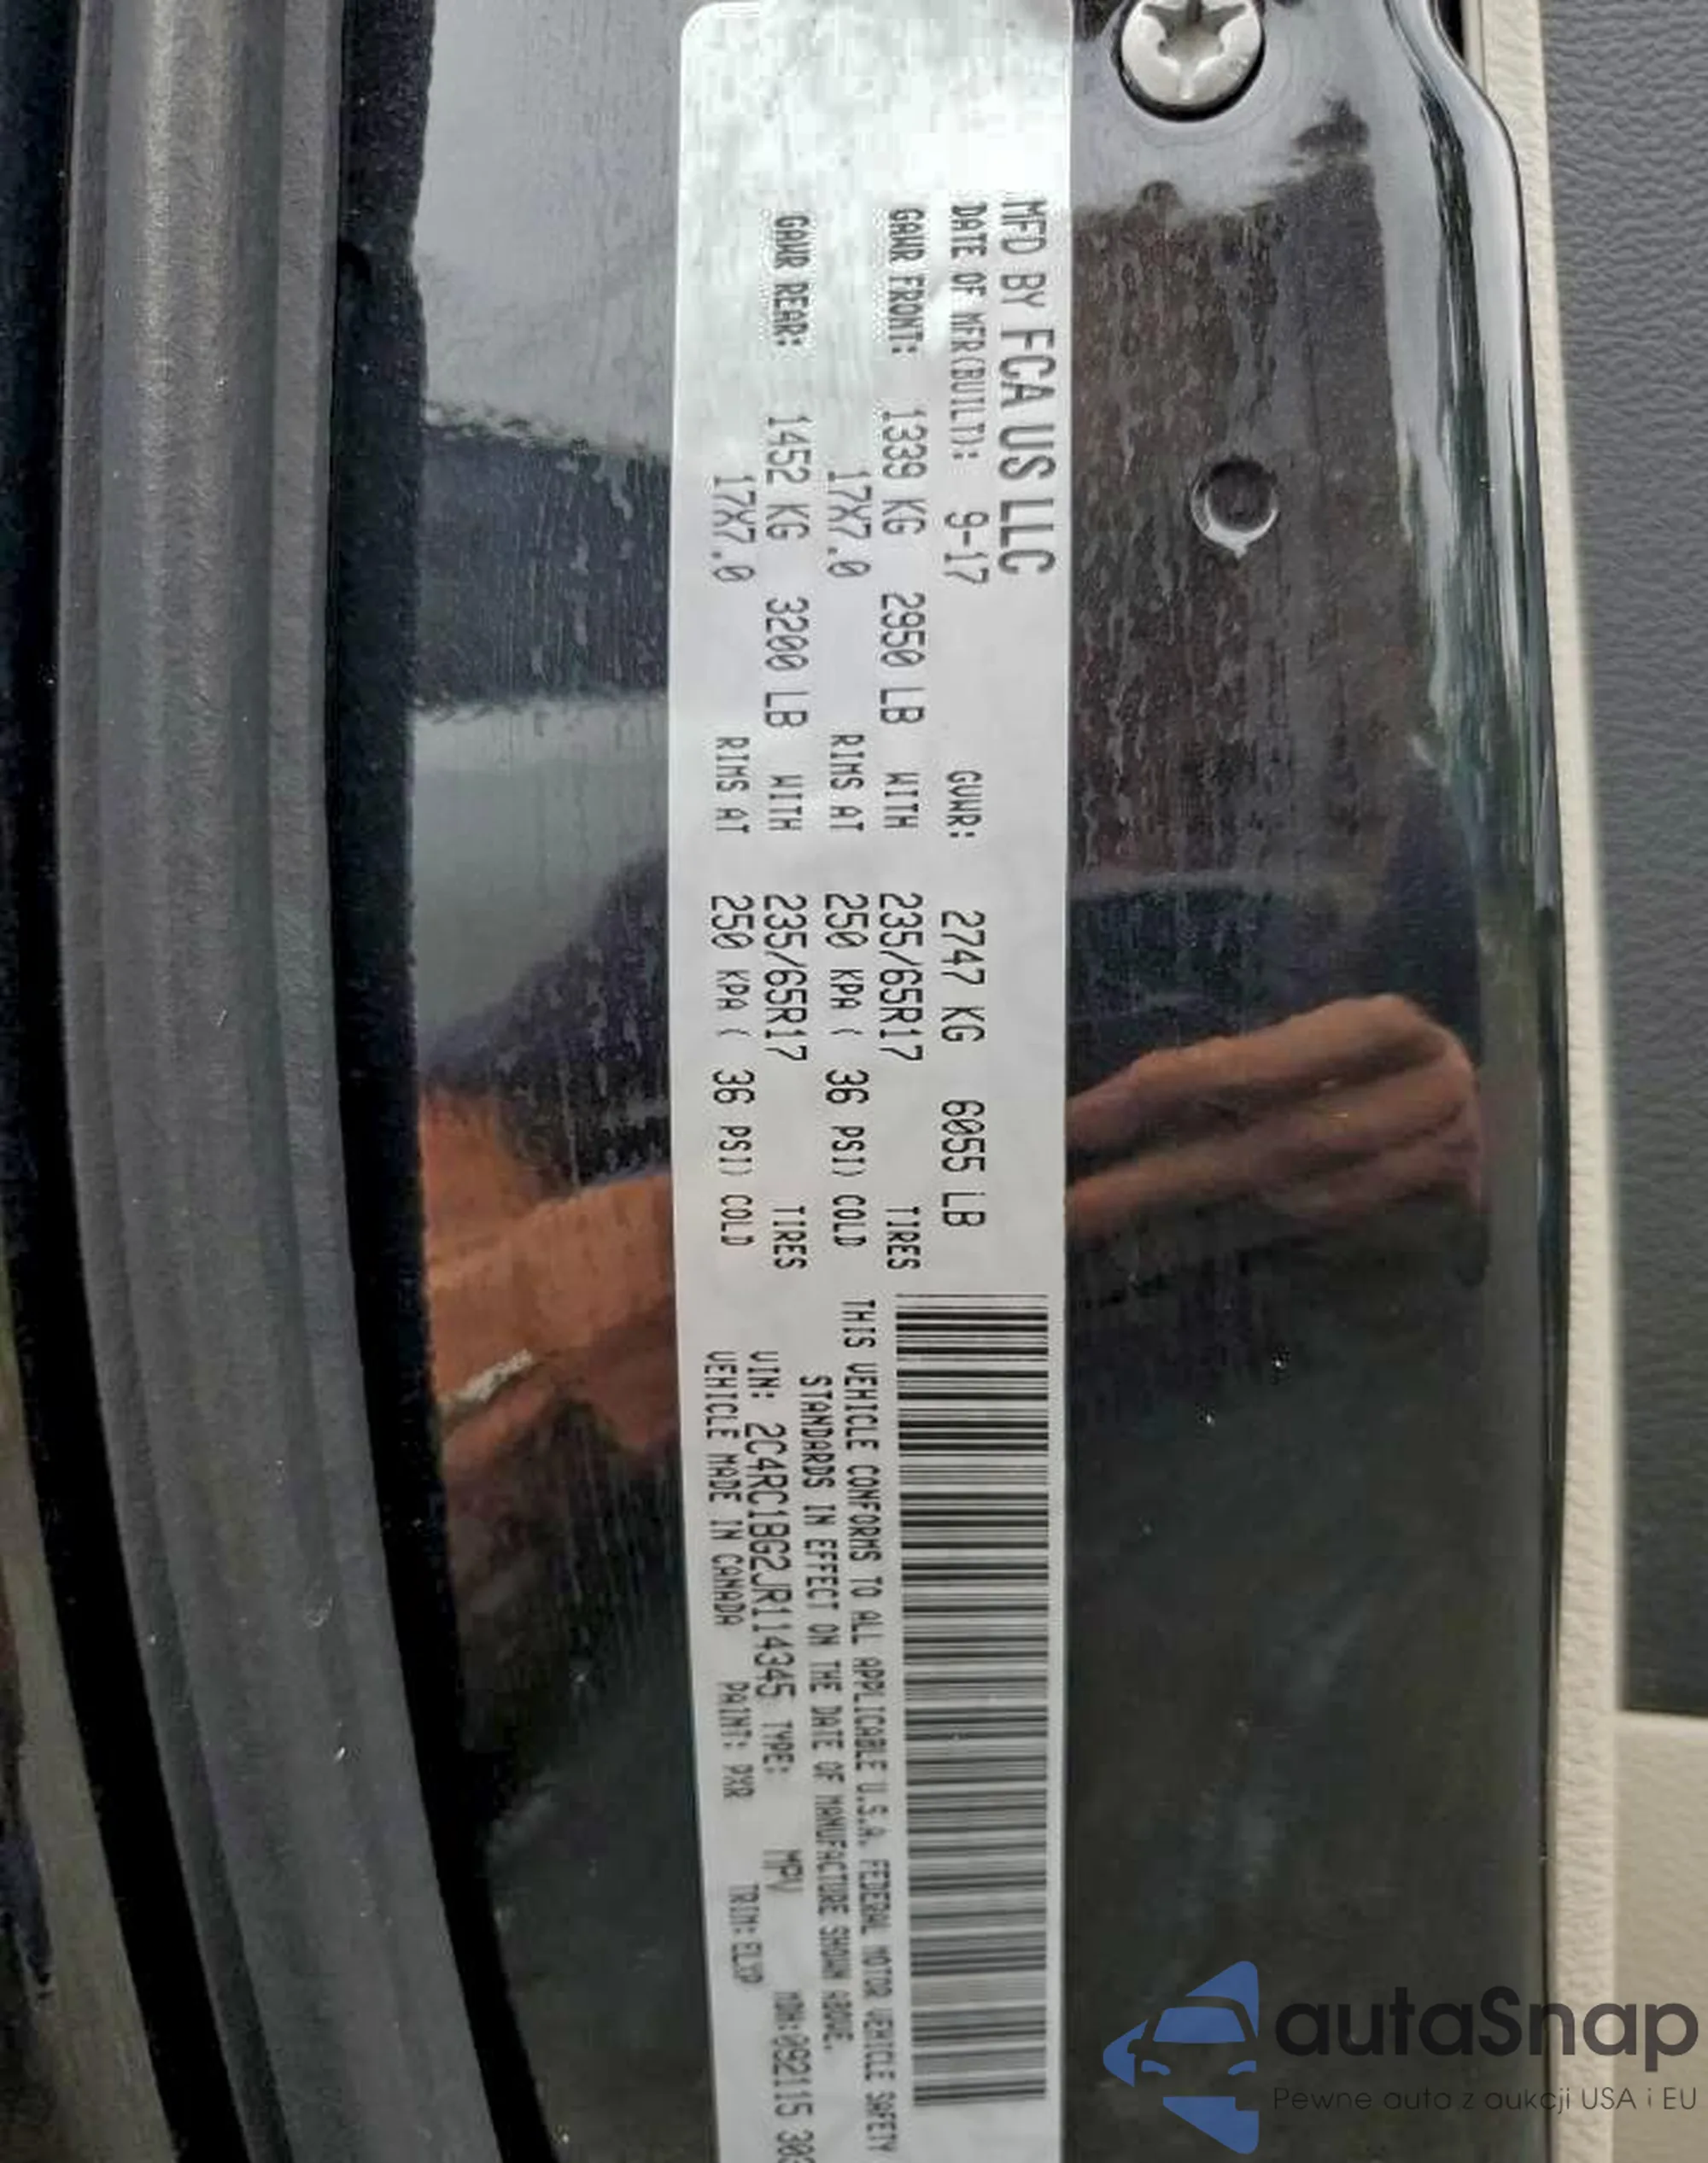 MFD BY FCA US LLC
DATE OF MFR(BUILT): 9-17 GVWR: 2747 KG 6055 LB
GAWR FRONT: 1339 KG 2950 LB WITH 235/65R17 TIRES
17X7.0 RIMS AT 250 KPA ( 36 PSI) COLD
GAWR REAR: 1452 KG 3200 LB WITH 235/65R17 TIRES
17X7.0 RIMS AT 250 KPA ( 36 PSI) COLD
THIS VEHICLE CONFORMS TO ALL APPLICABLE U.S.A. FEDERAL MOTOR VEHICLE SAFETY
STANDARDS IN EFFECT ON THE DATE OF MANUFACTURE SHOWN ABOVE.
VIN: 2C4RC1BG2JR114345 TYPE: MPV MDH:092115 303
VEHICLE MADE IN CANADA PAINT: PXR TRIM:ELXP
autaSnap
Pewne auta z aukcji USA i EU